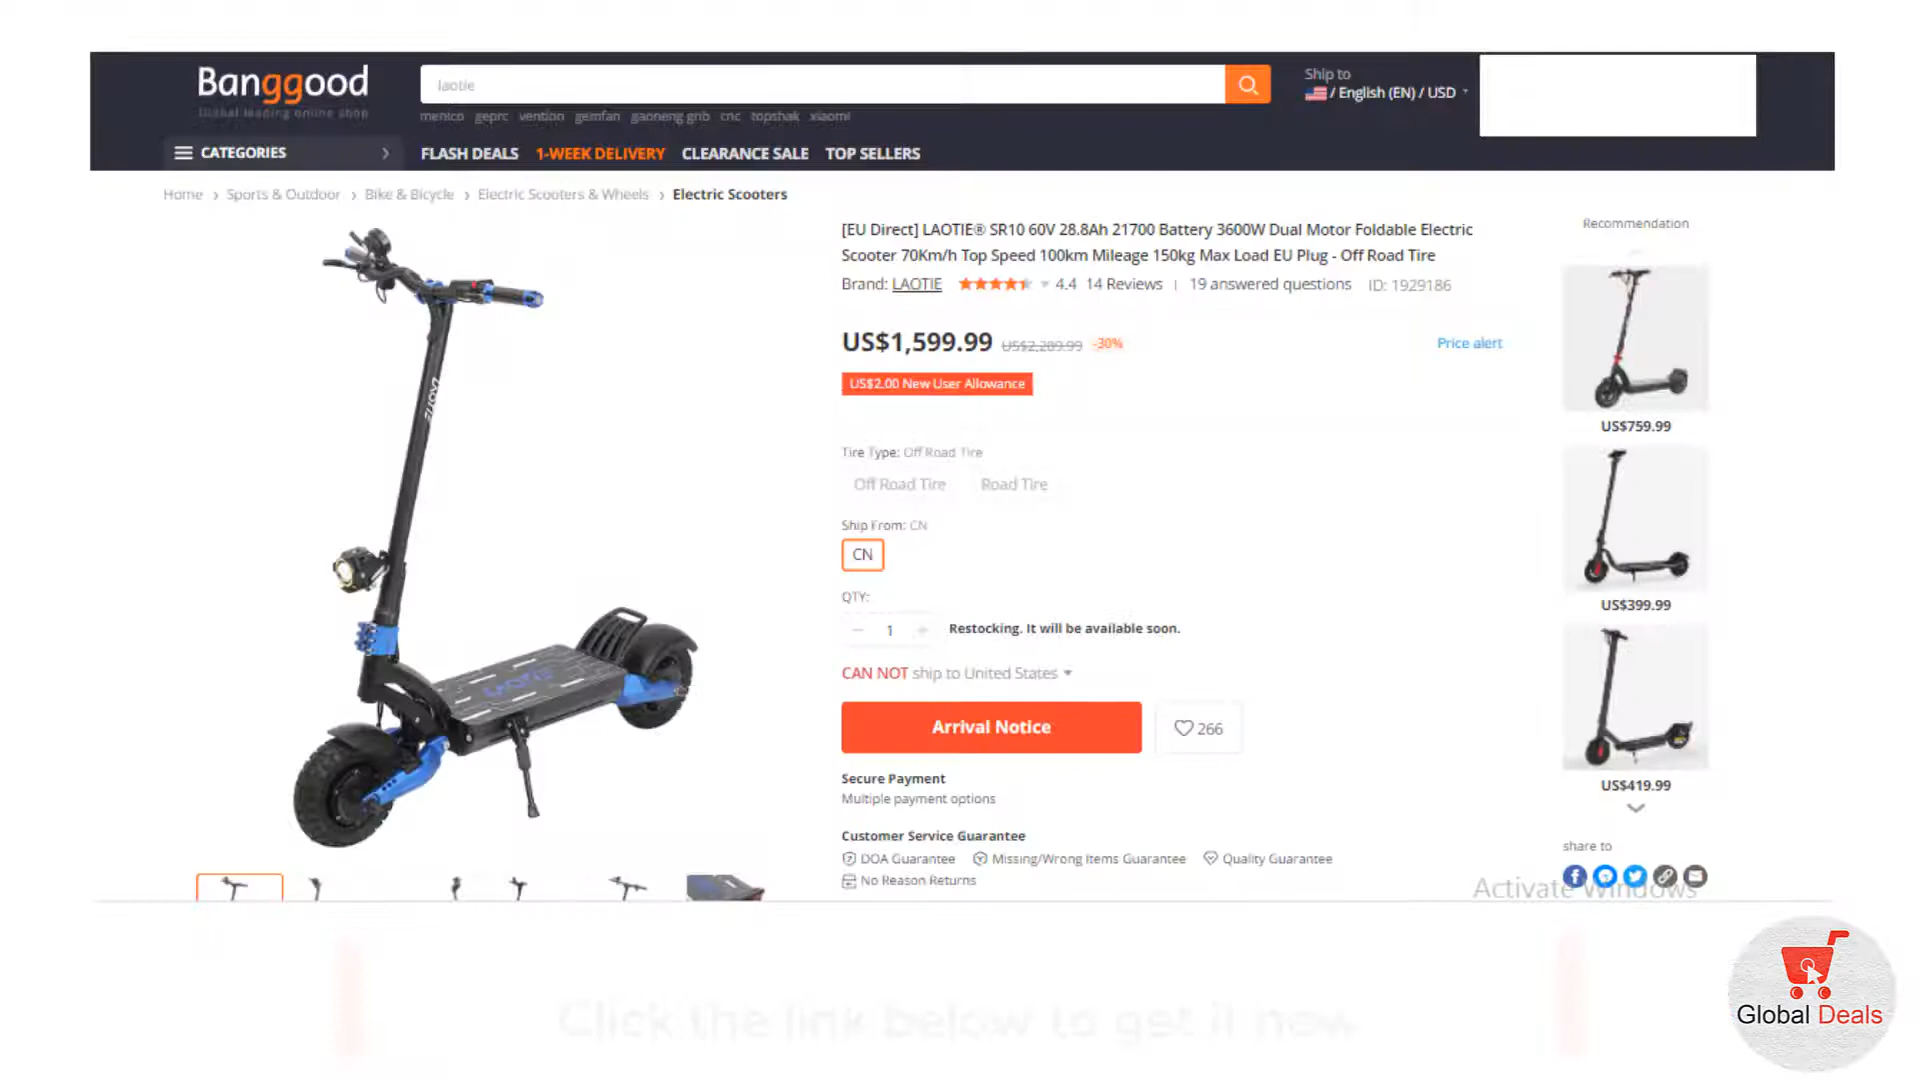 Banggood
Global leading online shop
laotie
Ship to
/ English (EN) / USD
menico geprc vention gemfan gaoneng gnb cnc topshak xiaomi
CATEGORIES
FLASH DEALS 1-WEEK DELIVERY CLEARANCE SALE TOP SELLERS
Home › Sports & Outdoor › Bike & Bicycle › Electric Scooters & Wheels › Electric Scooters
[EU Direct] LAOTIE® SR10 60V 28.8Ah 21700 Battery 3600W Dual Motor Foldable Electric
Scooter 70Km/h Top Speed 100km Mileage 150kg Max Load EU Plug - Off Road Tire
Brand: LAOTIE 4.4 14 Reviews | 19 answered questions ID: 1929186
US$1,599.99 US$2,289.99 -30%
Price alert
US$2.00 New User Allowance
Tire Type: Off Road Tire
Off Road Tire Road Tire
Ship From: CN
CN
QTY:
− 1 + Restocking. It will be available soon.
CAN NOT ship to United States
Arrival Notice
266
Secure Payment
Multiple payment options
Customer Service Guarantee
DOA Guarantee Missing/Wrong Items Guarantee Quality Guarantee
No Reason Returns
LAOTIE
LAOTIE
Recommendation
US$759.99
US$399.99
US$419.99
share to
Activate Windows
Click the link below to get it now
Global Deals